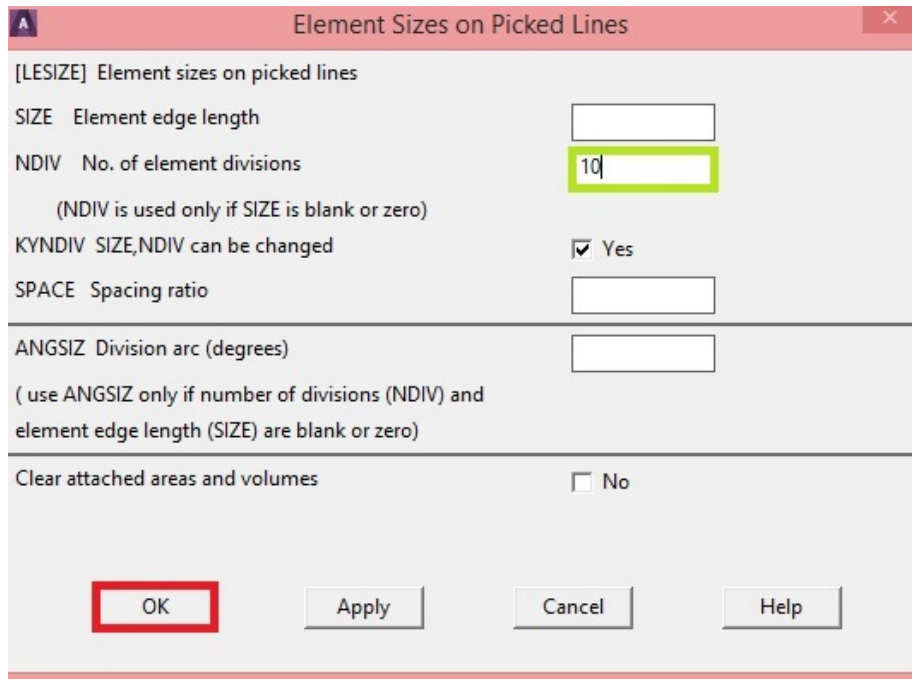 A
Element Sizes on Picked Lines
[LESIZE] Element sizes on picked lines
SIZE Element edge length
NDIV No. of element divisions 10
(NDIV is used only if SIZE is blank or zero)
KYNDIV SIZE,NDIV can be changed Yes
SPACE Spacing ratio
ANGSIZ Division arc (degrees)
( use ANGSIZ only if number of divisions (NDIV) and
element edge length (SIZE) are blank or zero)
Clear attached areas and volumes No
OK Apply Cancel Help